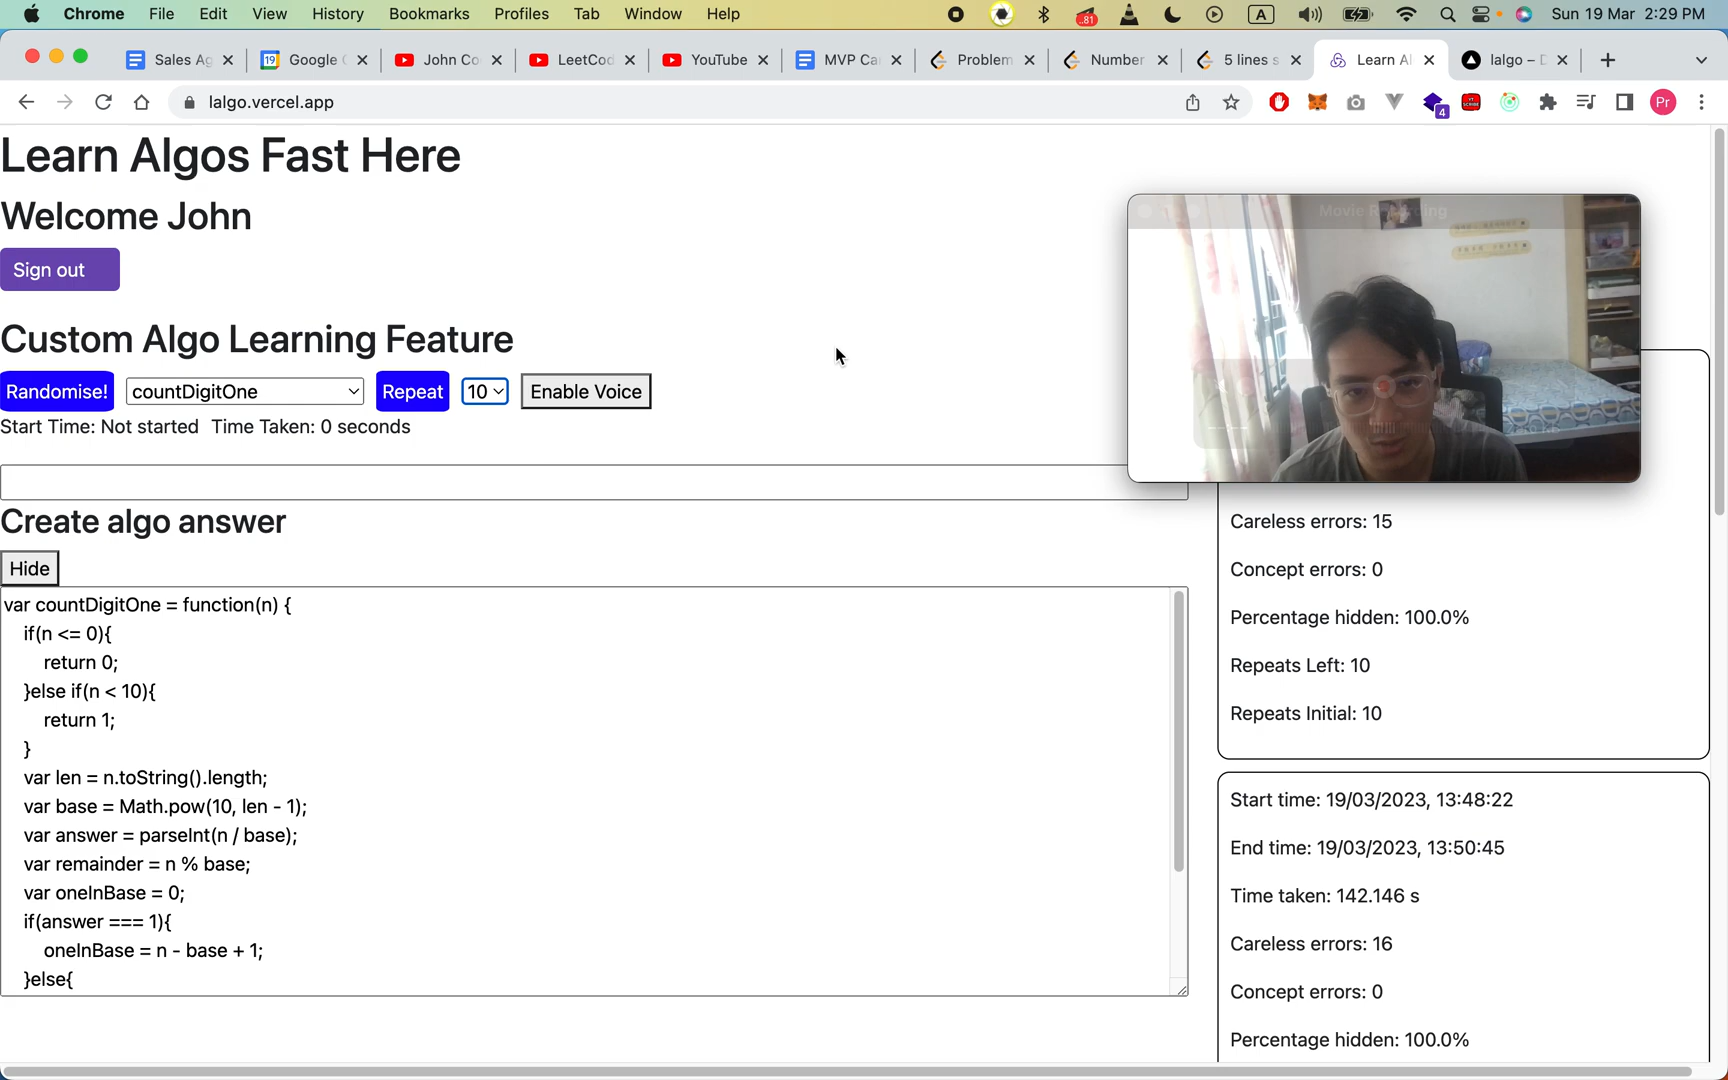 Chrome File Edit View History Bookmarks Profiles Tab Window Help ..81 A Sun 19 Mar 2:29 PM
Sales Ag 19 Google John Co LeetCod YouTube MVP Ca Problem Number 5 lines s Learn Al lalgo – D
lalgo.vercel.app 4 Pr
Learn Algos Fast Here
Welcome John
Sign out
Custom Algo Learning Feature
Randomise! countDigitOne Repeat 10 Enable Voice
Start Time: Not started Time Taken: 0 seconds
Create algo answer
Hide
var countDigitOne = function(n) {
if(n <= 0){
return 0;
}else if(n < 10){
return 1;
}
var len = n.toString().length;
var base = Math.pow(10, len - 1);
var answer = parseInt(n / base);
var remainder = n % base;
var oneInBase = 0;
if(answer === 1){
oneInBase = n - base + 1;
}else{
Movie Recording
Careless errors: 15
Concept errors: 0
Percentage hidden: 100.0%
Repeats Left: 10
Repeats Initial: 10
Start time: 19/03/2023, 13:48:22
End time: 19/03/2023, 13:50:45
Time taken: 142.146 s
Careless errors: 16
Concept errors: 0
Percentage hidden: 100.0%